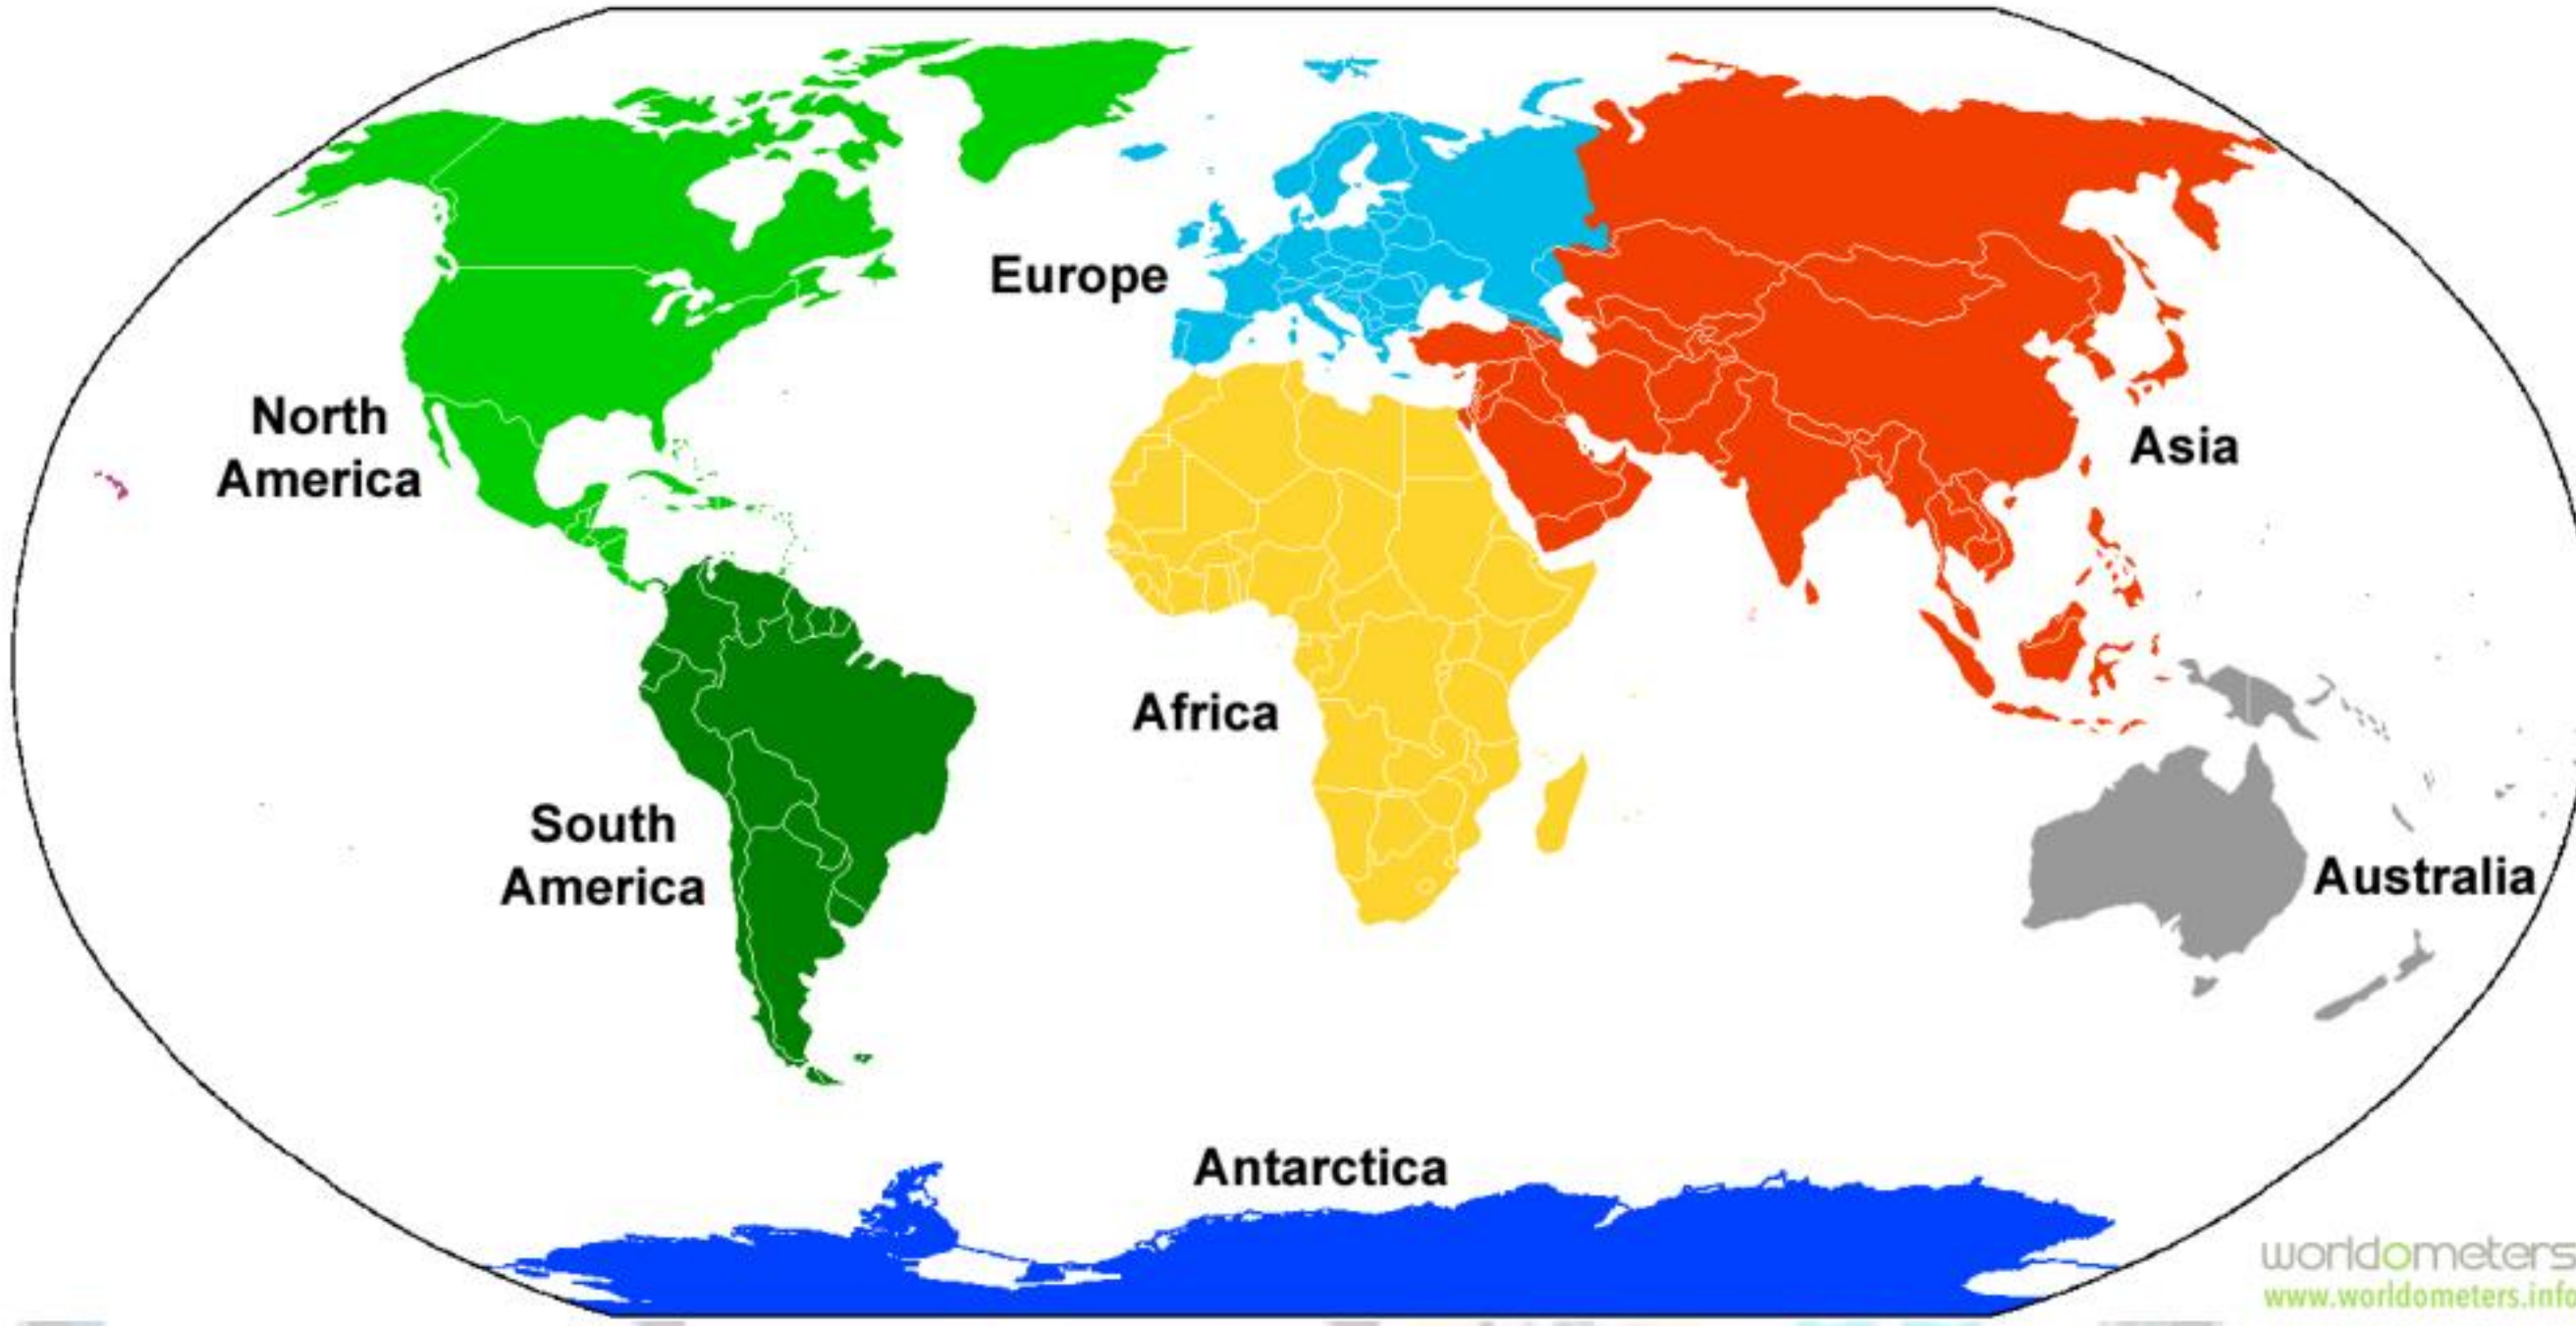 Europe
North
America
Asia
Africa
South
America
Australia
Antarctica
worldometers
www.worldometers.info